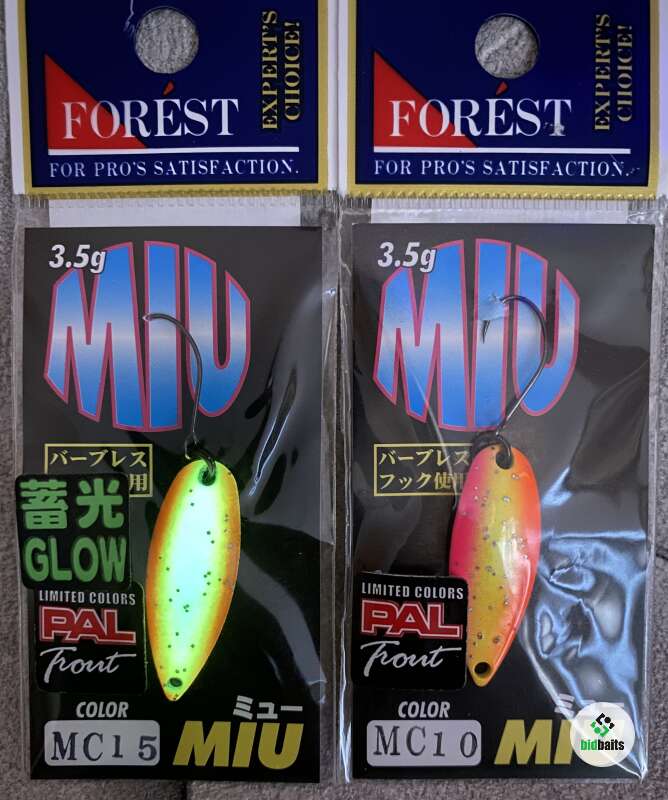 FORÉST
EXPERT'S
CHOICE!
FOR PRO'S SATISFACTION.
3.5g
MIU
バーブレス
用
蓄光
GLOW
LIMITED COLORS
PAL
Trout
COLOR
MC15
ミュー
MIU
FORÉST
EXPERT'S
CHOICE!
FOR PRO'S SATISFACTION.
3.5g
MIU
バーブレス
フック使用
LIMITED COLORS
PAL
Trout
COLOR
MC10
bidbaits